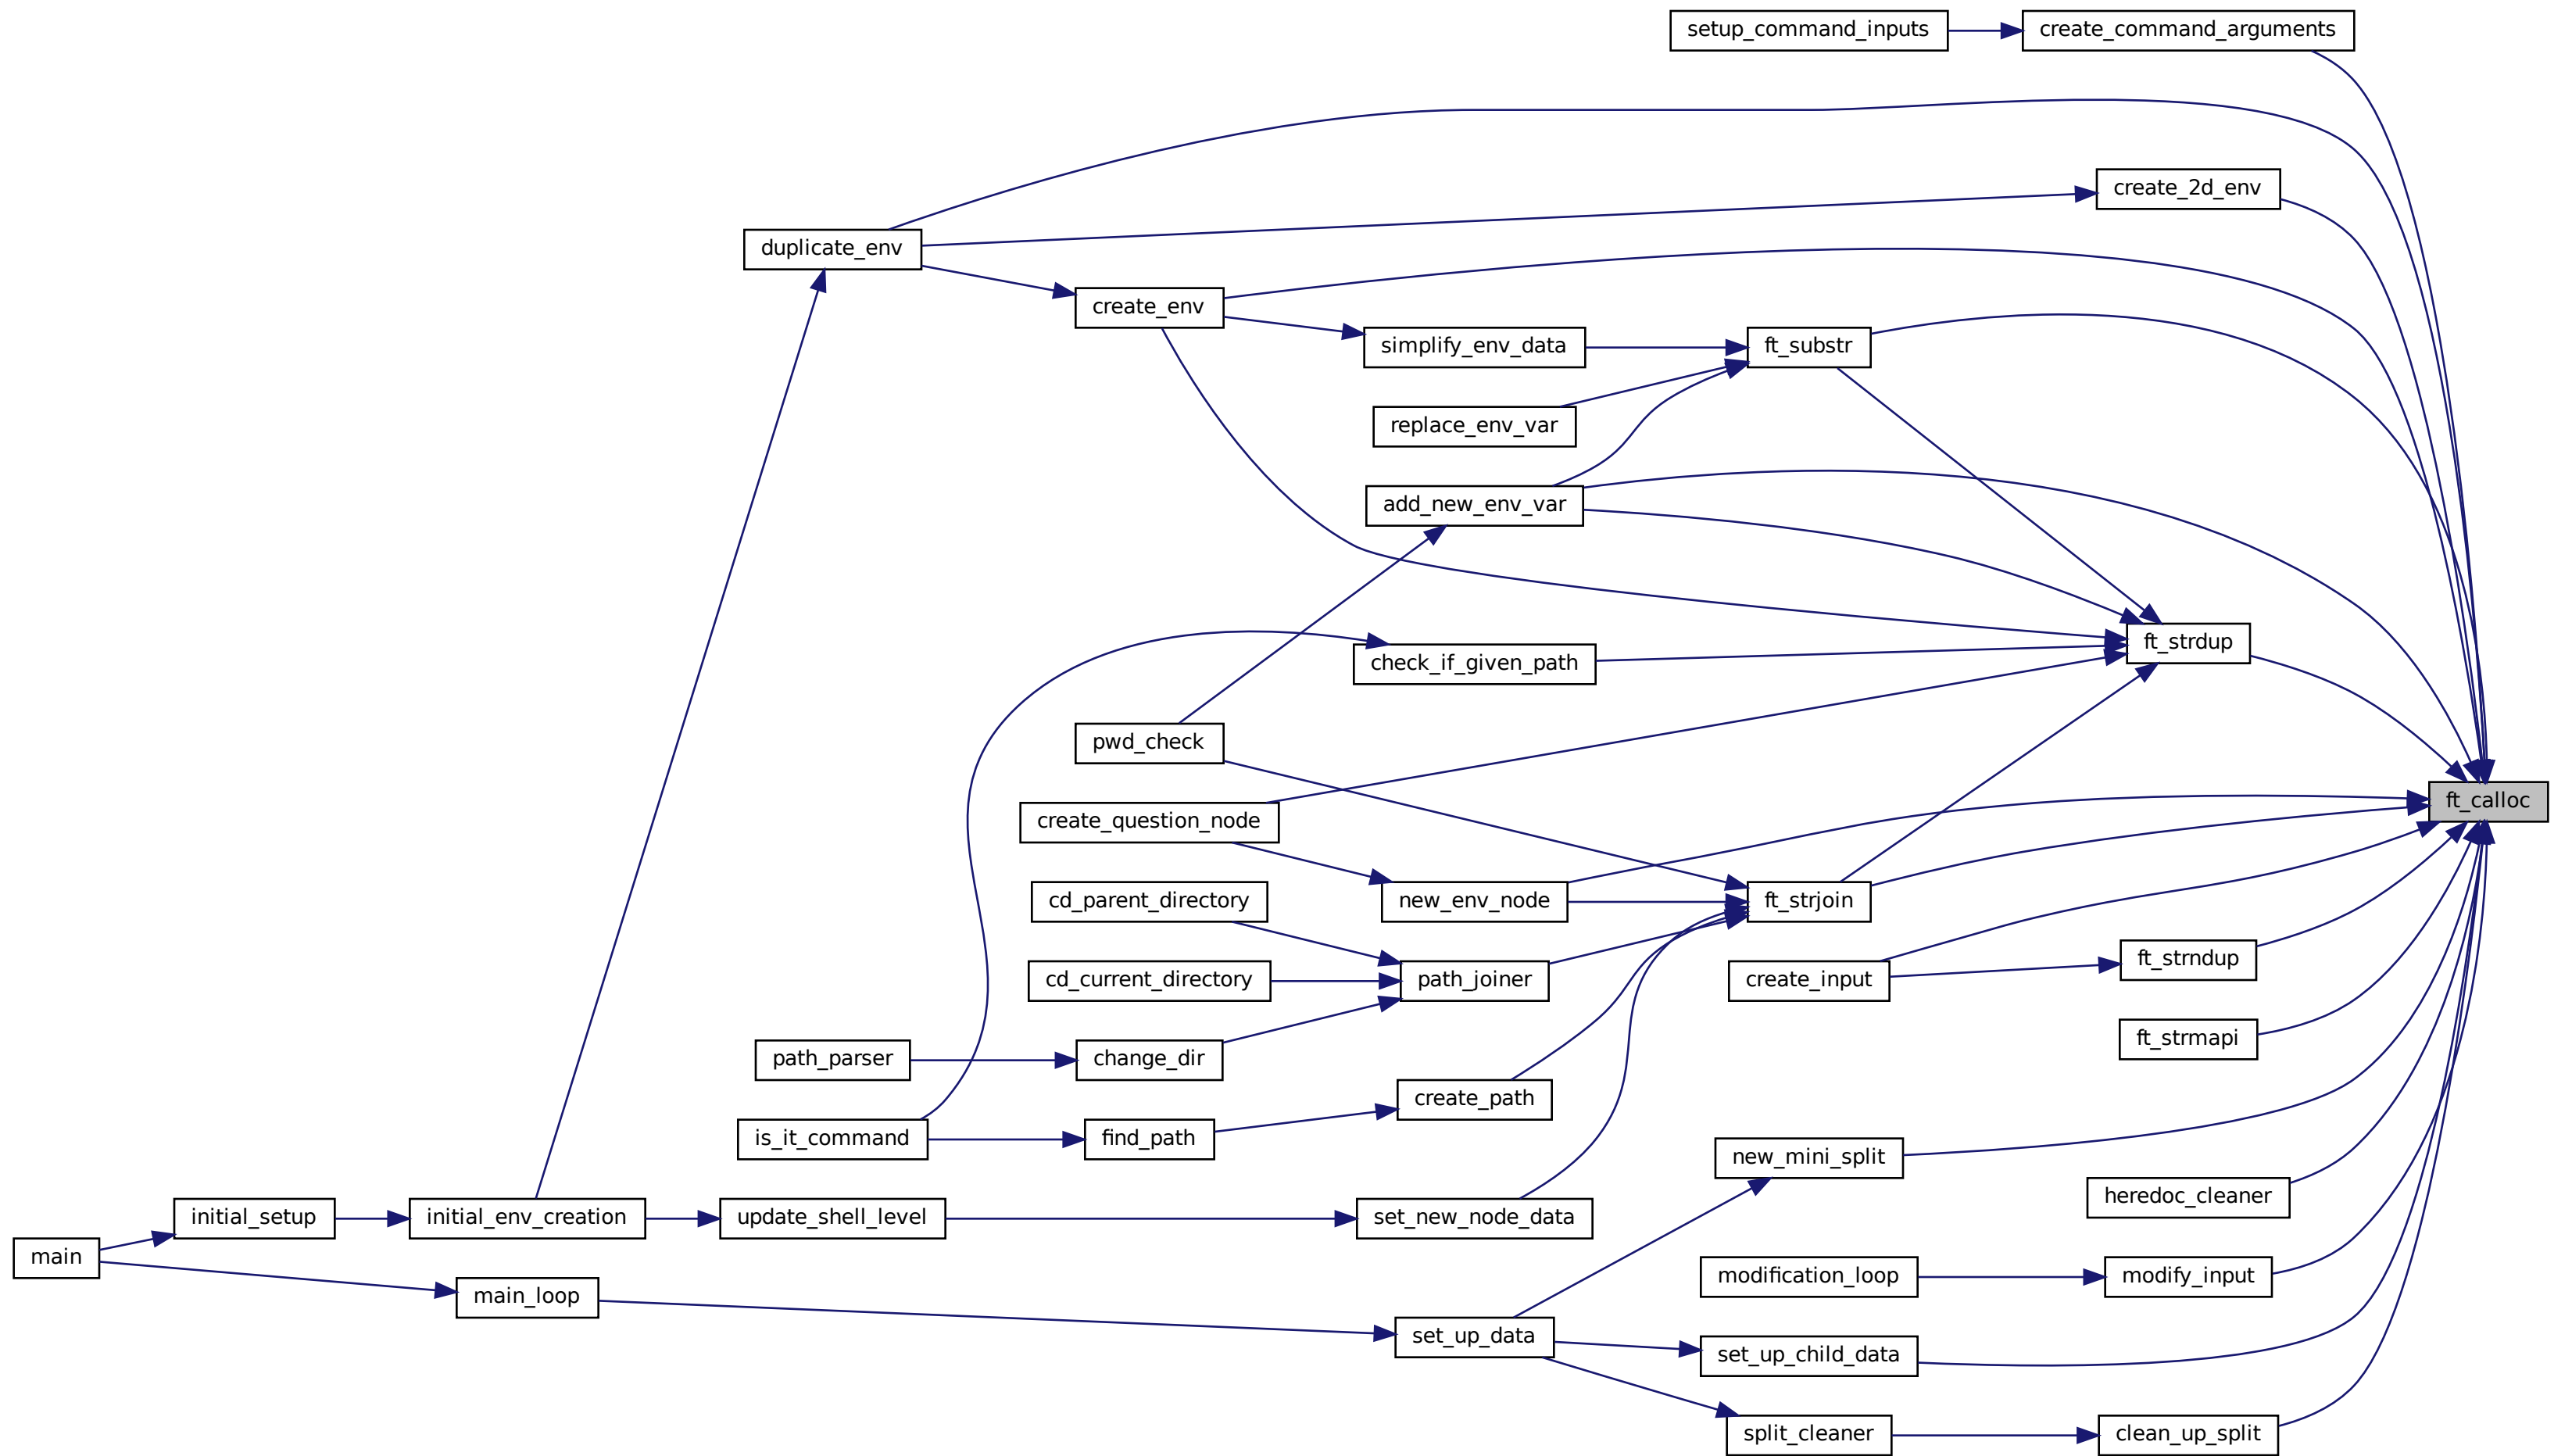 setup_command_inputs
create_command_arguments
create_2d_env
duplicate_env
create_env
simplify_env_data
ft_substr
replace_env_var
add_new_env_var
ft_strdup
check_if_given_path
pwd_check
ft_calloc
create_question_node
cd_parent_directory
new_env_node
ft_strjoin
ft_strndup
cd_current_directory
path_joiner
create_input
ft_strmapi
path_parser
change_dir
create_path
is_it_command
find_path
new_mini_split
heredoc_cleaner
initial_setup
initial_env_creation
update_shell_level
set_new_node_data
main
modification_loop
modify_input
main_loop
set_up_data
set_up_child_data
split_cleaner
clean_up_split